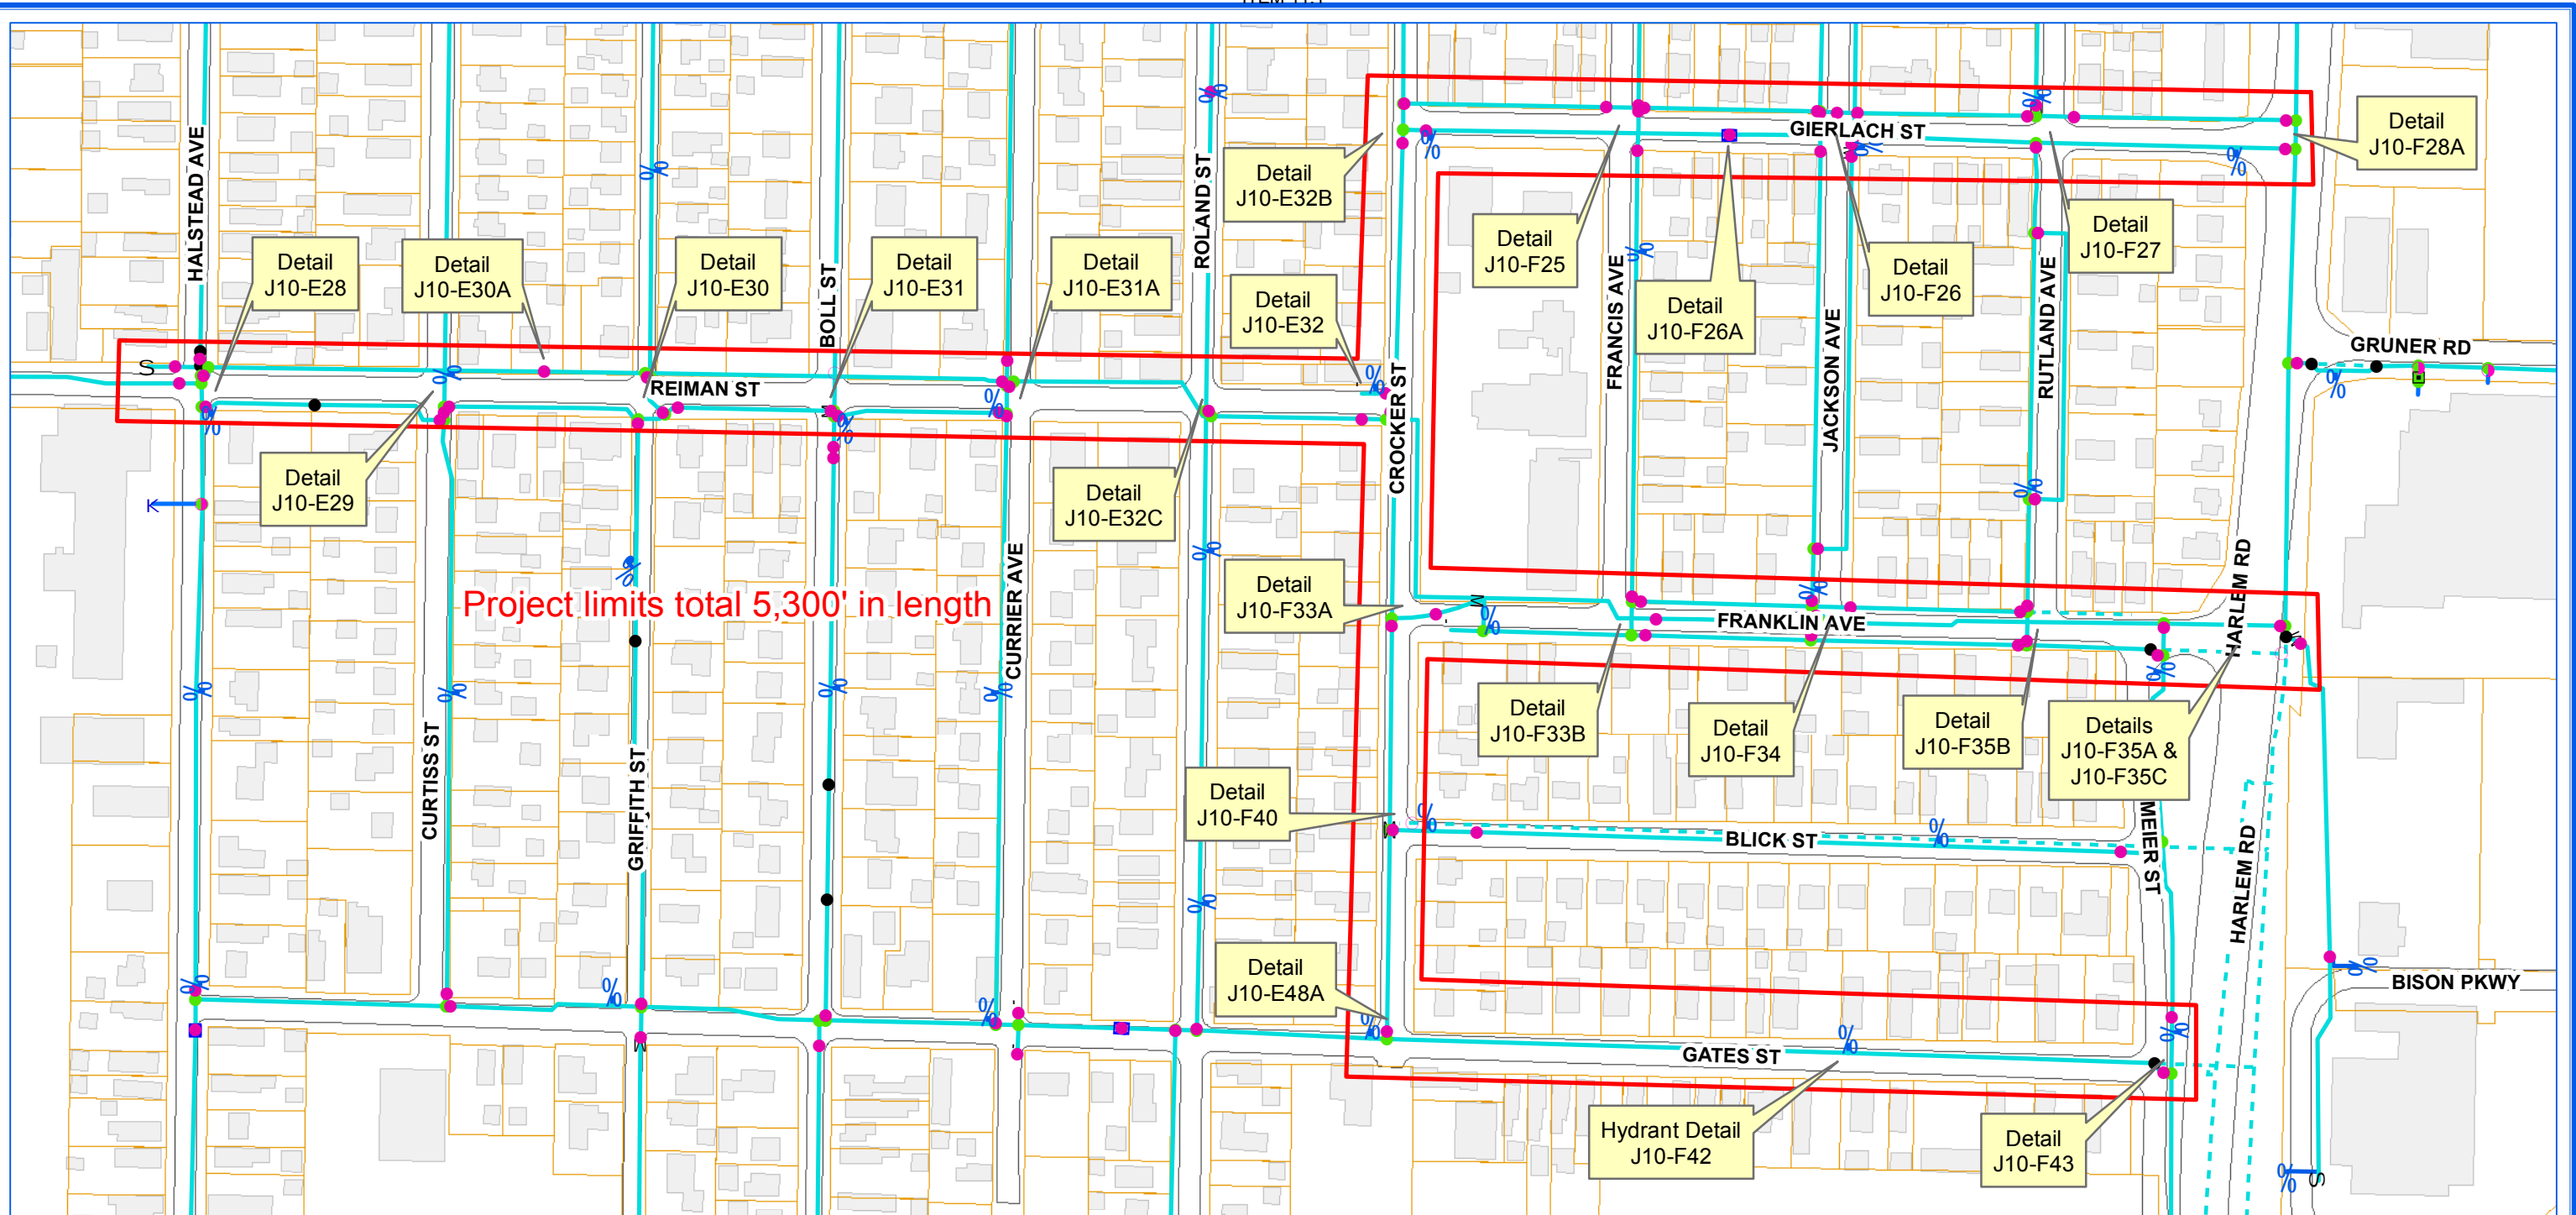 HALSTEAD AVE
ROLAND ST
GIERLACH ST
Detail
J10-F28A
Detail
J10-E32B
Detail
J10-F25
Detail
J10-F27
Detail
J10-E28
Detail
J10-E30A
Detail
J10-E30
BOLL ST
Detail
J10-E31
Detail
J10-E31A
Detail
J10-E32
FRANCIS AVE
Detail
J10-F26A
Detail
J10-F26
JACKSON AVE
RUTLAND AVE
GRUNER RD
S
REIMAN ST
CROCKER ST
Detail
J10-E29
Detail
J10-E32C
Project limits total 5,300' in length
CURRIER AVE
Detail
J10-F33A
FRANKLIN AVE
HARLEM RD
CURTISS ST
GRIFFITH ST
Detail
J10-F33B
Detail
J10-F34
Detail
J10-F35B
Details
J10-F35A &
J10-F35C
Detail
J10-F40
BLICK ST
MEIER ST
HARLEM RD
Detail
J10-E48A
BISON PKWY
GATES ST
Hydrant Detail
J10-F42
Detail
J10-F43
S